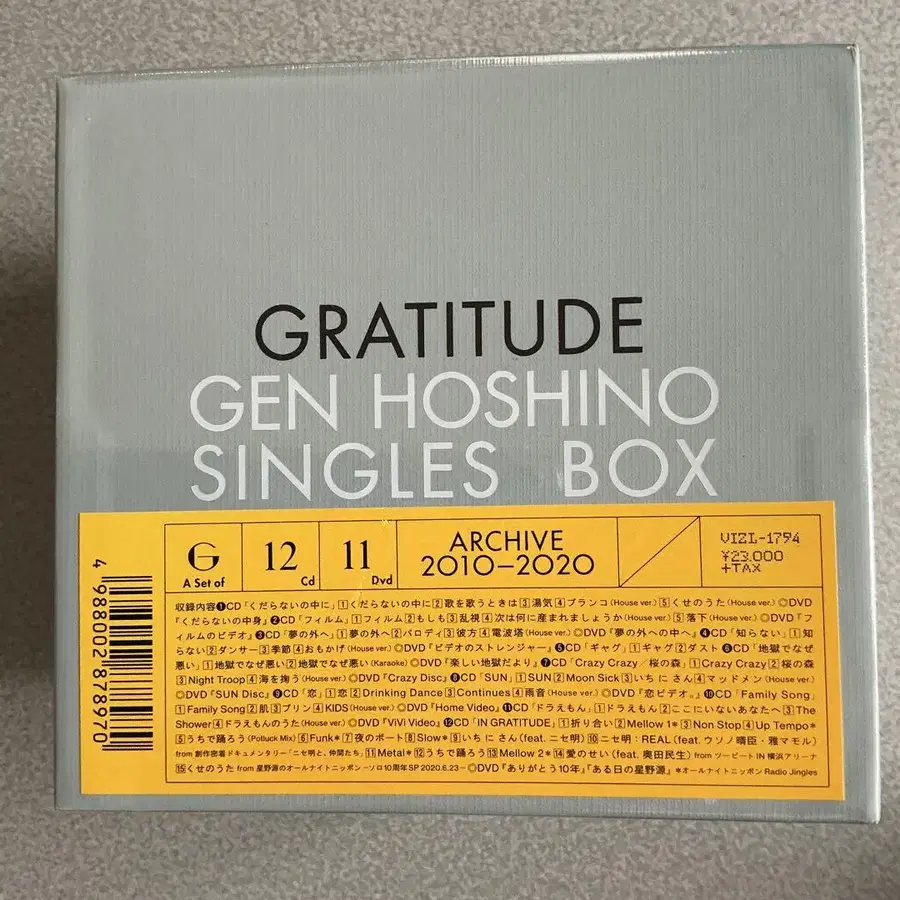 GRATITUDE
GEN HOSHINO
SINGLES BOX
G
A Set of
12
Cd
11
Dvd
ARCHIVE
2010–2020
VIZL-1794
¥23,000
+TAX
4 988002 878970
収録内容❶CD「くだらないの中に」1くだらないの中に2歌を歌うときは3湯気4ブランコ(House ver.)5くせのうた(House ver.)◎DVD
『くだらないの中身』❷CD「フィルム」1フィルム2もしも3乱視4次は何に産まれましょうか(House ver.)5落下(House ver.)◎DVD『フ
ィルムのビデオ』❸CD「夢の外へ」1夢の外へ2パロディ3彼方4電波塔(House ver.)◎DVD『夢の外への中へ』❹CD「知らない」1知
らない2ダンサー3季節4おもかげ(House ver.)◎DVD『ビデオのストレンジャー』❺CD「ギャグ」1ギャグ2ダスト❻CD「地獄でなぜ
悪い」1地獄でなぜ悪い2地獄でなぜ悪い(Karaoke)◎DVD『楽しい地獄だより』❼CD「Crazy Crazy／桜の森」1Crazy Crazy2桜の森
3Night Troop4海を掬う(House ver.)◎DVD『Crazy Disc』❽CD「SUN」1SUN2Moon Sick3いち に さん4マッドメン(House ver.)
◎DVD『SUN Disc』❾CD「恋」1恋2Drinking Dance3Continues4雨音(House ver.)◎DVD『恋ビデオ。』❿CD「Family Song」
1Family Song2肌3プリン4KIDS(House ver.)◎DVD『Home Video』⓫CD「ドラえもん」1ドラえもん2ここにいないあなたへ3The
Shower4ドラえもんのうた(House ver.)◎DVD『ViVi Video』⓬CD「IN GRATITUDE」1折り合い2Mellow 1*3Non Stop4Up Tempo*
5うちで踊ろう(Potluck Mix)6Funk*7夜のボート8Slow*9いち に さん(feat. ニセ明)10ニセ明：REAL(feat. ウソノ晴臣・雅マモル)
from 創作密着ドキュメンタリー「ニセ明と、仲間たち」11Metal*12うちで踊ろう13Mellow 2*14愛のせい(feat. 奥田民生) from ツービート IN 横浜アリーナ
15くせのうた from 星野源のオールナイトニッポン-ソロ10周年SP 2020.6.23-◎DVD『ありがとう10年』『ある日の星野源』*オールナイトニッポン Radio Jingles